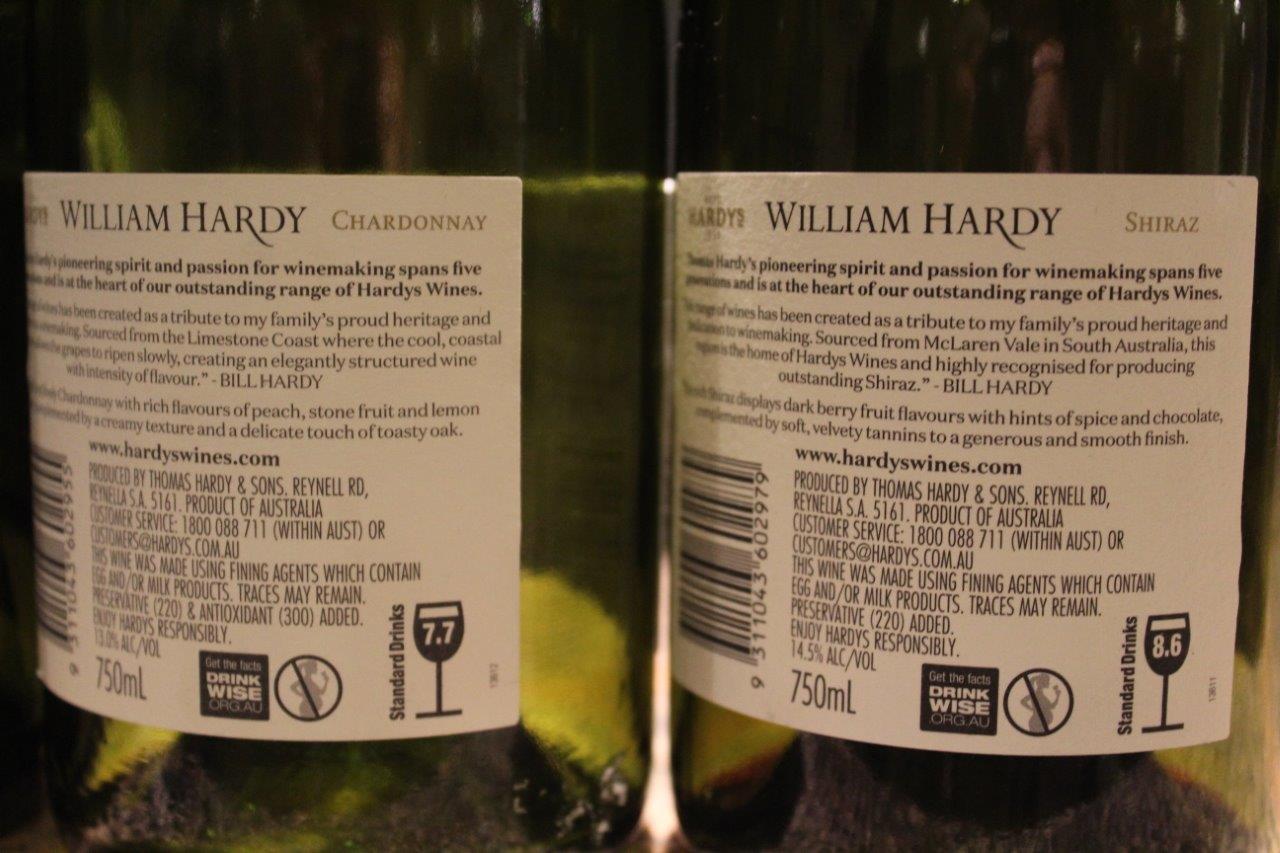 WILLIAM HARDY CHARDONNAY
pioneering spirit and passion for winemaking spans five
and is at the heart of our outstanding range of Hardys Wines.
has been created as a tribute to my family's proud heritage and
Sourced from the Limestone Coast where the cool, coastal
grapes to ripen slowly, creating an elegantly structured wine
with intensity of flavour." - BILL HARDY
Chardonnay with rich flavours of peach, stone fruit and lemon
by a creamy texture and a delicate touch of toasty oak.
www.hardyswines.com
PRODUCED BY THOMAS HARDY & SONS. REYNELL RD,
REYNELLA S.A. 5161. PRODUCT OF AUSTRALIA
CUSTOMER SERVICE: 1800 088 711 (WITHIN AUST) OR
CUSTOMERS@HARDYS.COM.AU
THIS WINE WAS MADE USING FINING AGENTS WHICH CONTAIN
EGG AND/OR MILK PRODUCTS. TRACES MAY REMAIN.
PRESERVATIVE (220) & ANTIOXIDANT (300) ADDED.
ENJOY HARDYS RESPONSIBLY.
13.0% ALC/VOL
750mL
Get the facts
DRINK
WISE
.ORG.AU
Standard Drinks
7.7
9 311043 602955
HARDYS WILLIAM HARDY SHIRAZ
Thomas Hardy's pioneering spirit and passion for winemaking spans five
generations and is at the heart of our outstanding range of Hardys Wines.
range of wines has been created as a tribute to my family's proud heritage and
to winemaking. Sourced from McLaren Vale in South Australia, this
region is the home of Hardys Wines and highly recognised for producing
outstanding Shiraz." - BILL HARDY
Shiraz displays dark berry fruit flavours with hints of spice and chocolate,
complemented by soft, velvety tannins to a generous and smooth finish.
www.hardyswines.com
PRODUCED BY THOMAS HARDY & SONS. REYNELL RD,
REYNELLA S.A. 5161. PRODUCT OF AUSTRALIA
CUSTOMER SERVICE: 1800 088 711 (WITHIN AUST) OR
CUSTOMERS@HARDYS.COM.AU
THIS WINE WAS MADE USING FINING AGENTS WHICH CONTAIN
EGG AND/OR MILK PRODUCTS. TRACES MAY REMAIN.
PRESERVATIVE (220) ADDED.
ENJOY HARDYS RESPONSIBLY.
14.5% ALC/VOL
750mL
Get the facts
DRINK
WISE
.ORG.AU
Standard Drinks
8.6
9 311043 602979